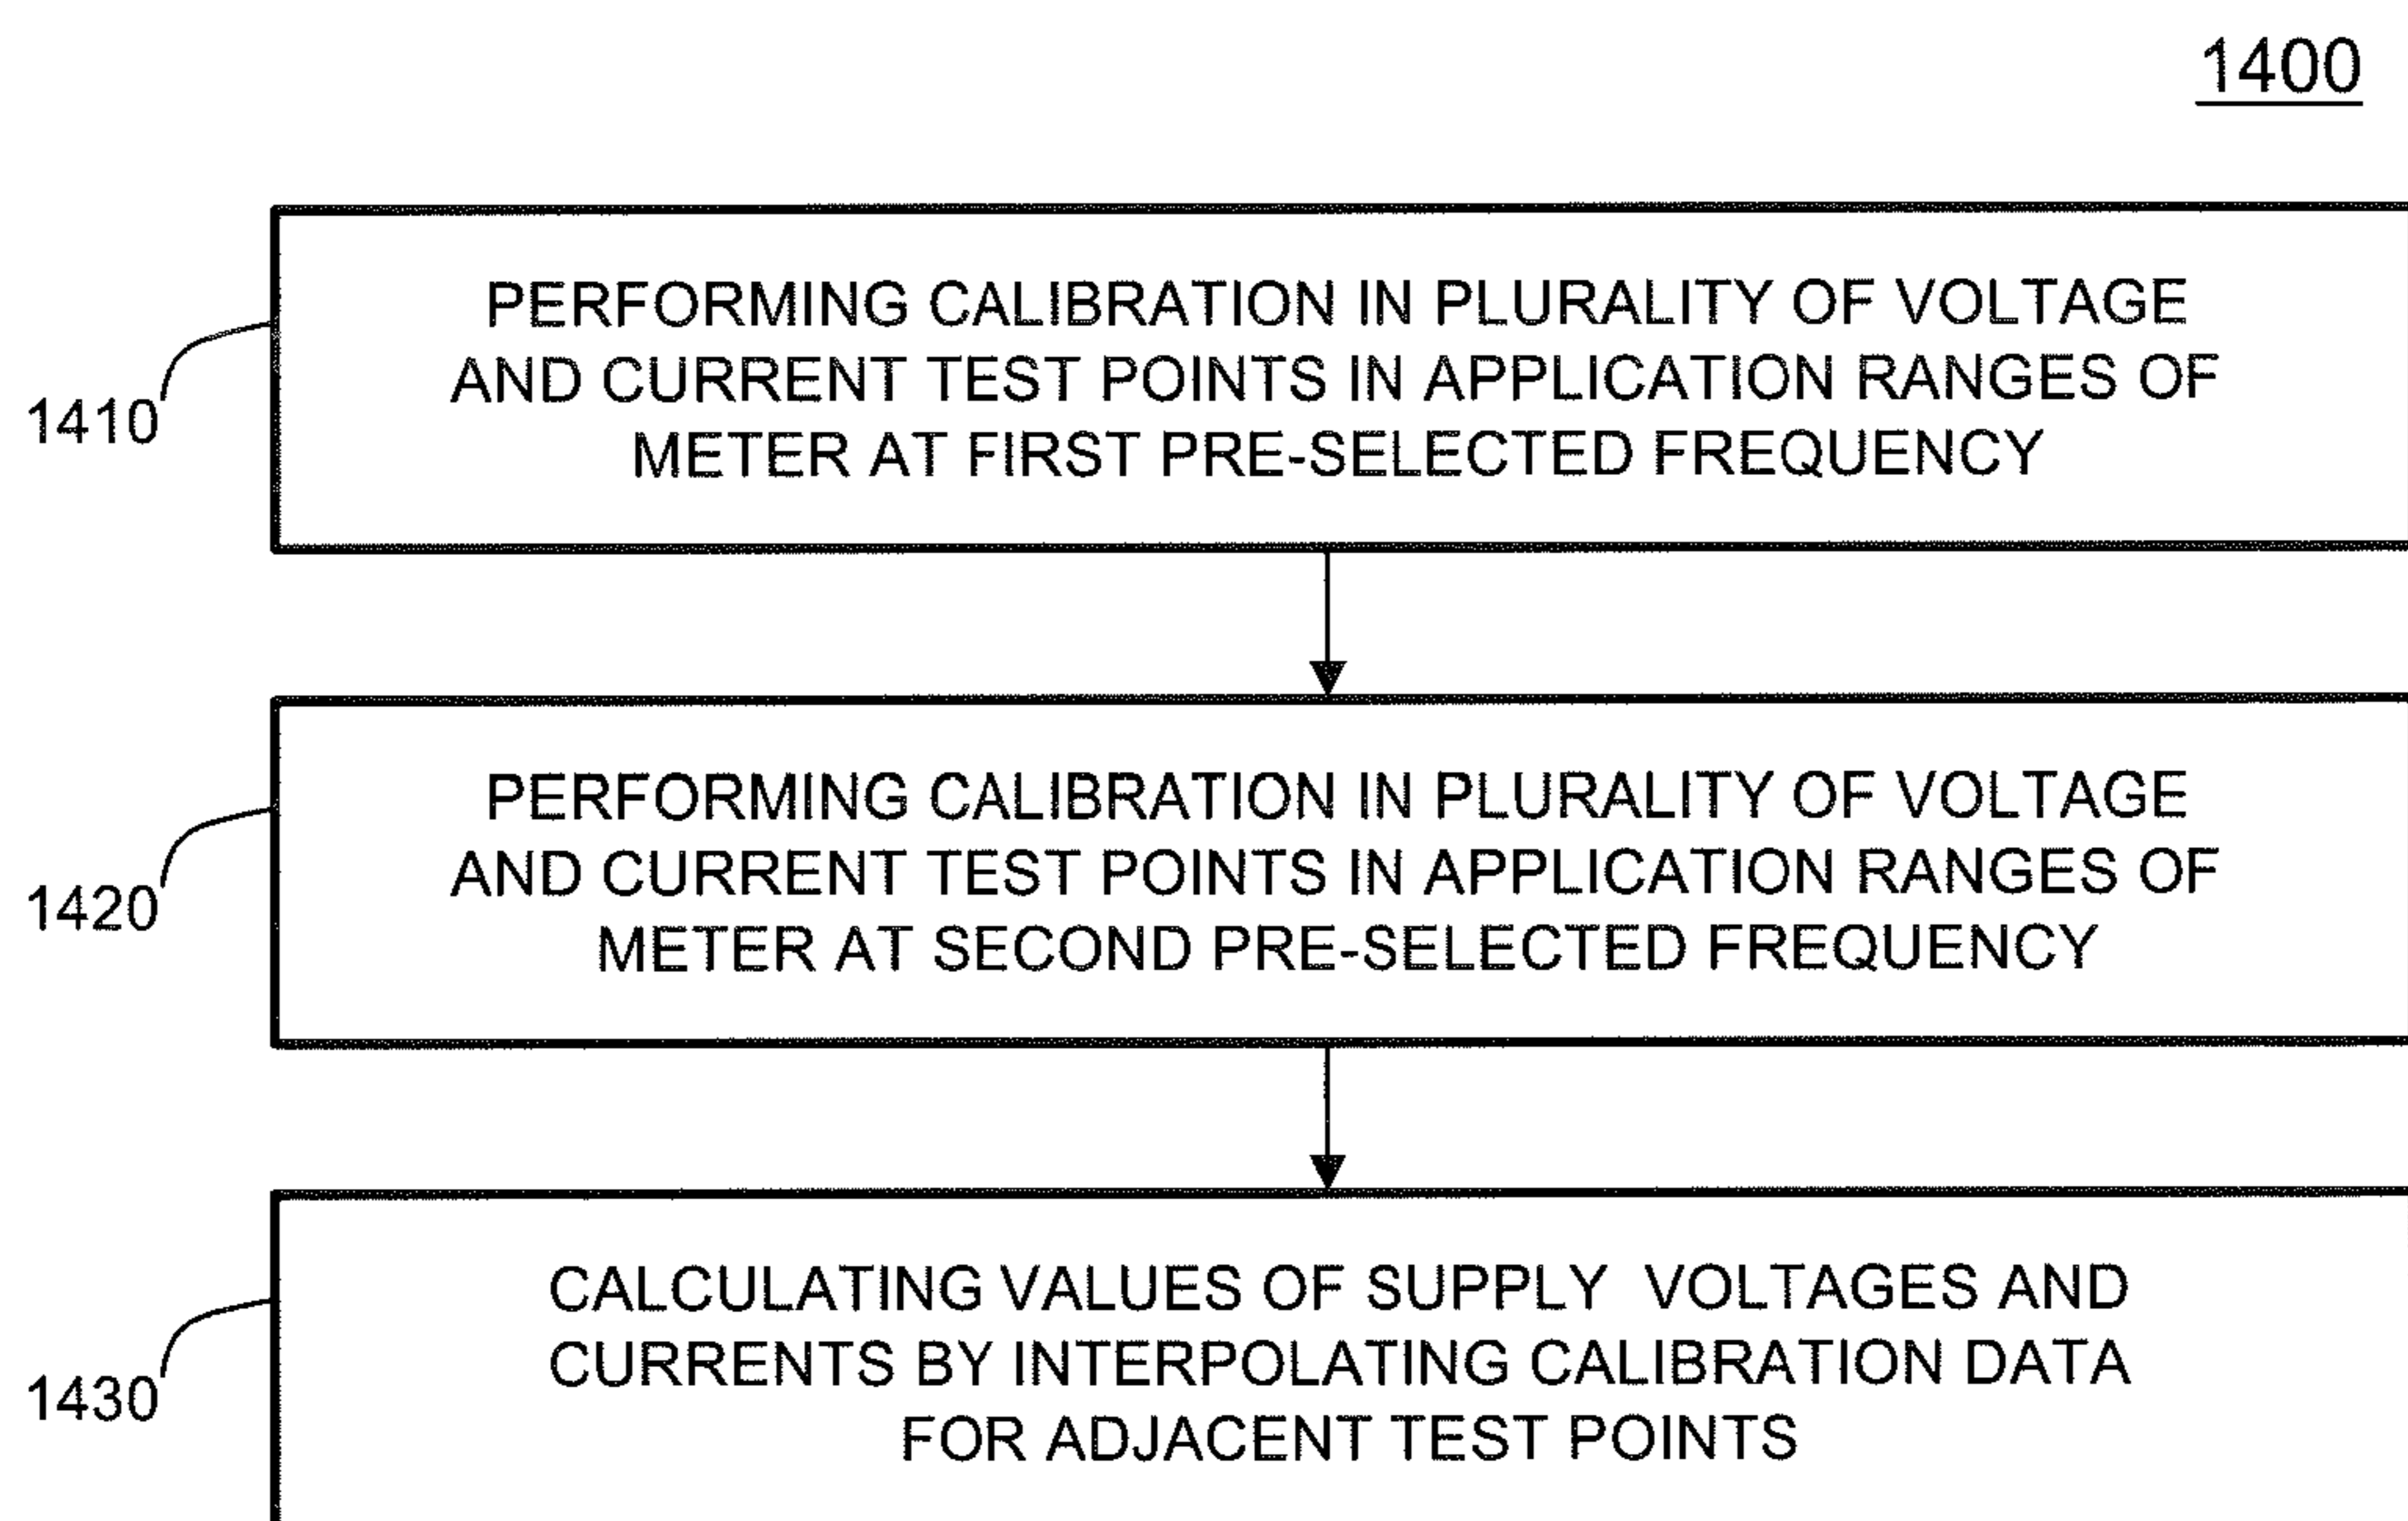 1400
PERFORMING CALIBRATION IN PLURALITY OF VOLTAGE
AND CURRENT TEST POINTS IN APPLICATION RANGES OF
METER AT FIRST PRE-SELECTED FREQUENCY
1410
PERFORMING CALIBRATION IN PLURALITY OF VOLTAGE
AND CURRENT TEST POINTS IN APPLICATION RANGES OF
METER AT SECOND PRE-SELECTED FREQUENCY
1420
CALCULATING VALUES OF SUPPLY VOLTAGES AND
CURRENTS BY INTERPOLATING CALIBRATION DATA
FOR ADJACENT TEST POINTS
1430